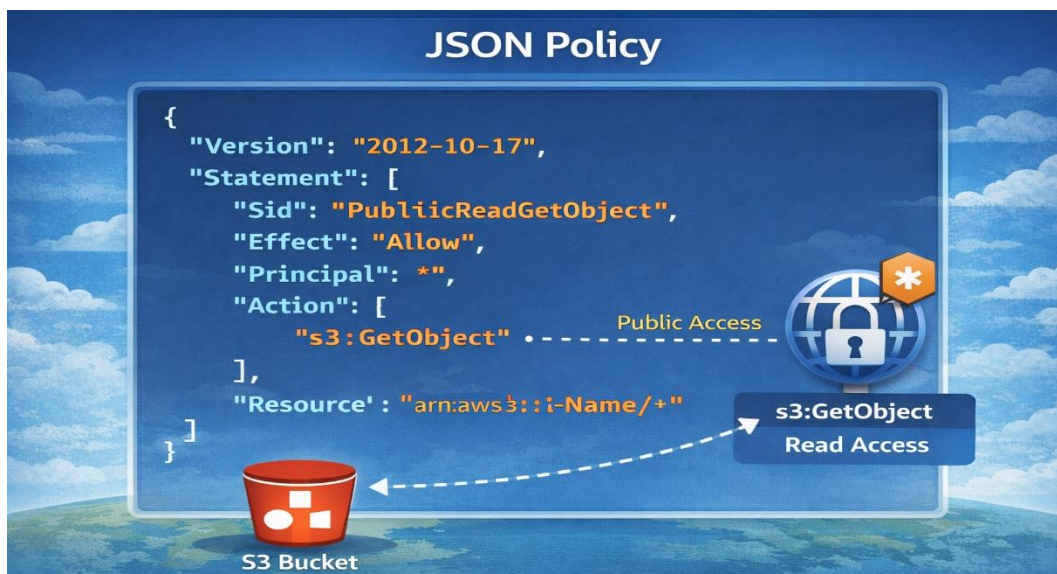 JSON Policy
{
"Version": "2012-10-17",
"Statement": [
"Sid": "PubliicReadGetObject",
"Effect": "Allow",
"Principal": *",
"Action": [
"s3:GetObject"
Public Access
],
"Resource' : "arn:aws
-Name/+"
]
}
s3:GetObject
Read Access
S3 Bucket